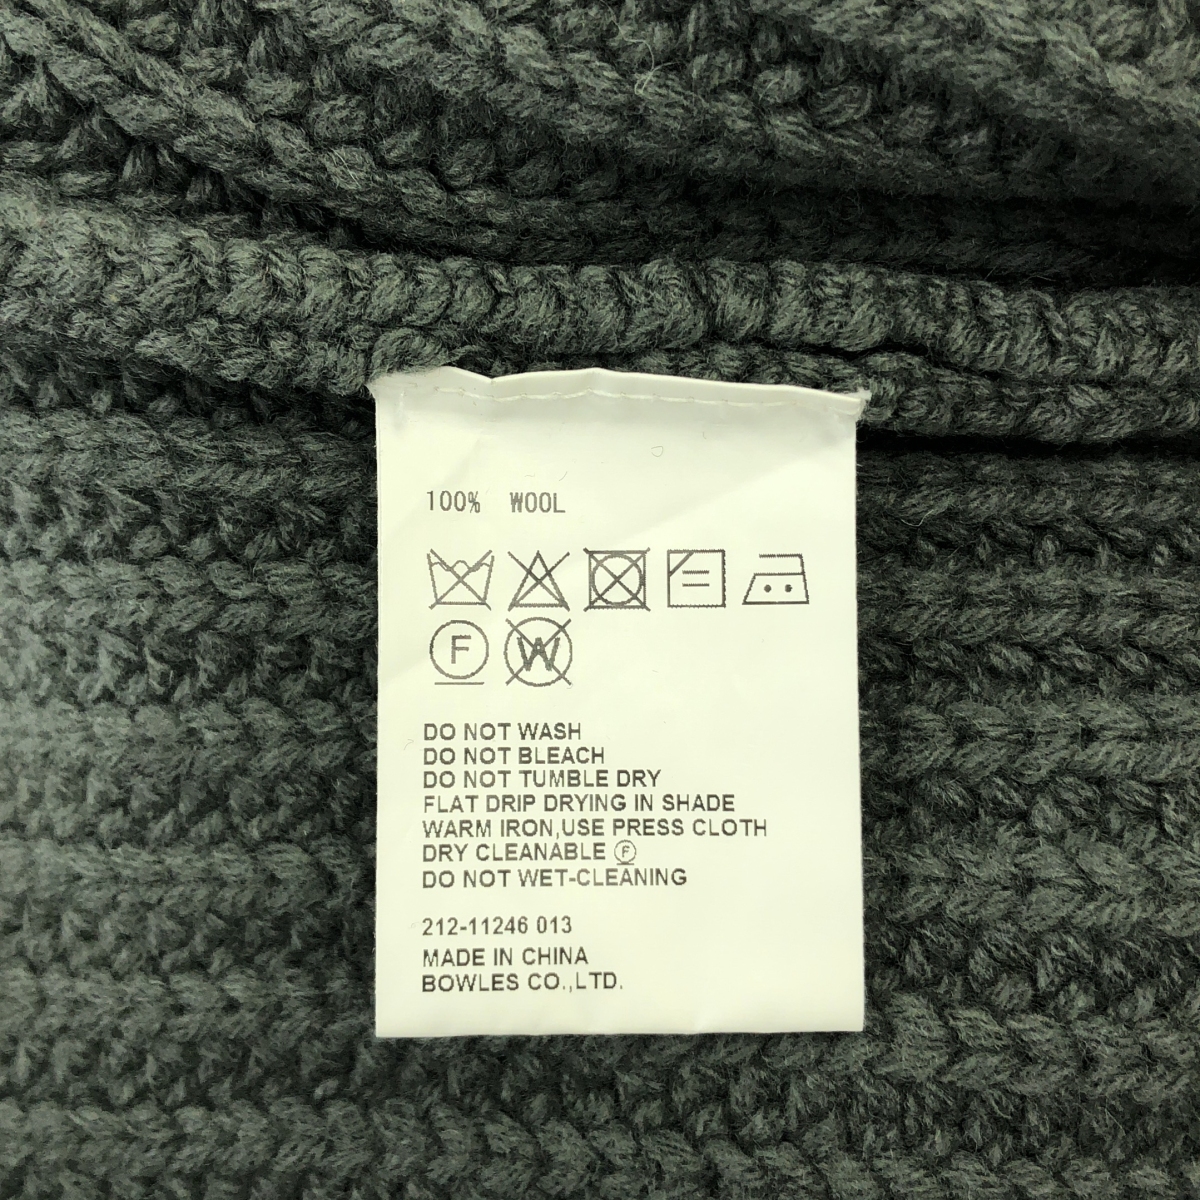 100% WOOL
F W
DO NOT WASH
DO NOT BLEACH
DO NOT TUMBLE DRY
FLAT DRIP DRYING IN SHADE
WARM IRON,USE PRESS CLOTH
DRY CLEANABLE Ⓕ
DO NOT WET-CLEANING
212-11246 013
MADE IN CHINA
BOWLES CO.,LTD.